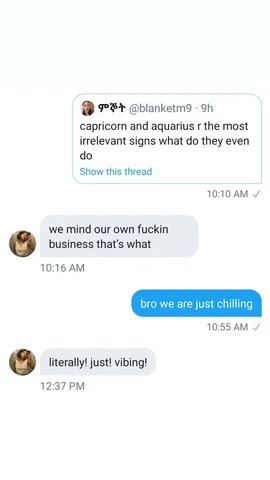 ምኞት @blanketm9 · 9h
capricorn and aquarius r the most
irrelevant signs what do they even
do
Show this thread
10:10 AM ✓
we mind our own fuckin
business that's what
10:16 AM
bro we are just chilling
10:55 AM ✓
literally! just! vibing!
12:37 PM